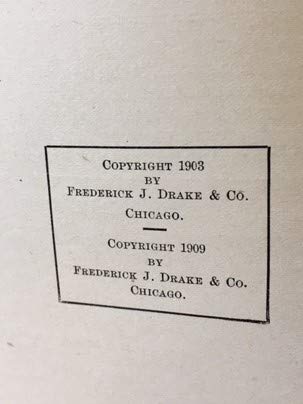 COPYRIGHT 1903
BY
FREDERICK J. DRAKE & CO.
CHICAGO.
COPYRIGHT 1909
BY
FREDERICK J. DRAKE & CO.
CHICAGO.